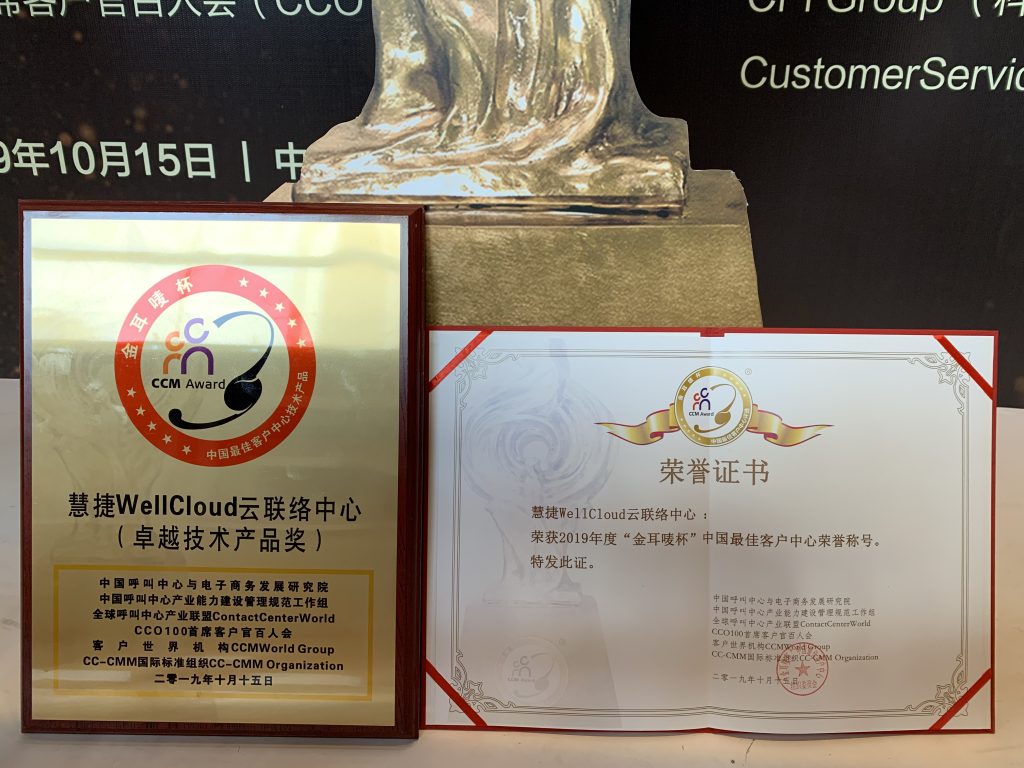 席客户官百人会（CCO
CustomerServic
9年10月15日 | 中
金耳唛杯
CCM Award
中国最佳客户中心技术产品
慧捷WellCloud云联络中心
（卓越技术产品奖）
中国呼叫中心与电子商务发展研究院
中国呼叫中心产业能力建设管理规范工作组
全球呼叫中心产业联盟ContactCenterWorld
CCO100首席客户官百人会
客户世界机构CCMWorld Group
CC-CMM国际标准组织CC-CMM Organization
二零一九年十月十五日
CCM Award
荣誉证书
慧捷WellCloud云联络中心：
荣获2019年度“金耳唛杯”中国最佳客户中心荣誉称号。
特发此证。
中国呼叫中心与电子商务发展研究院
中国呼叫中心产业能力建设管理规范工作组
全球呼叫中心产业联盟ContactCenterWorld
CCO100首席客户官百人会
客户世界机构CCMWorld Group
CC-CMM国际标准组织CC-CMM Organization
二零一九年十月十五日